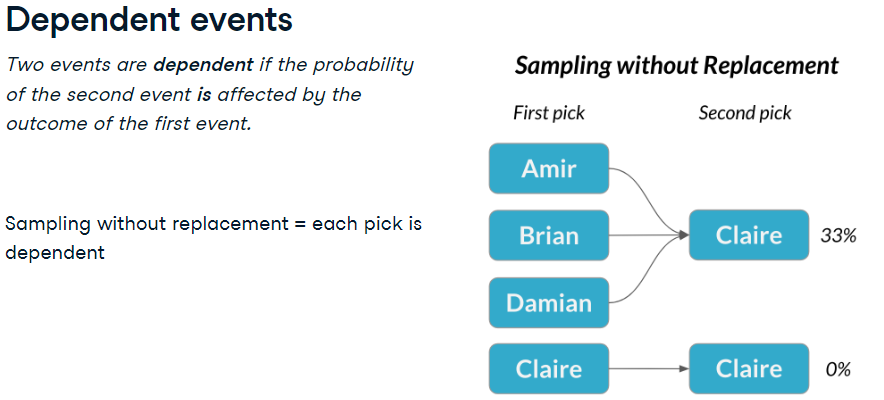 Dependent events
Two events are dependent if the probability
of the second event is affected by the
outcome of the first event.
Sampling without replacement = each pick is
dependent
Sampling without Replacement
First pick
Second pick
Amir
Brian
Claire
33%
Damian
Claire
Claire
0%